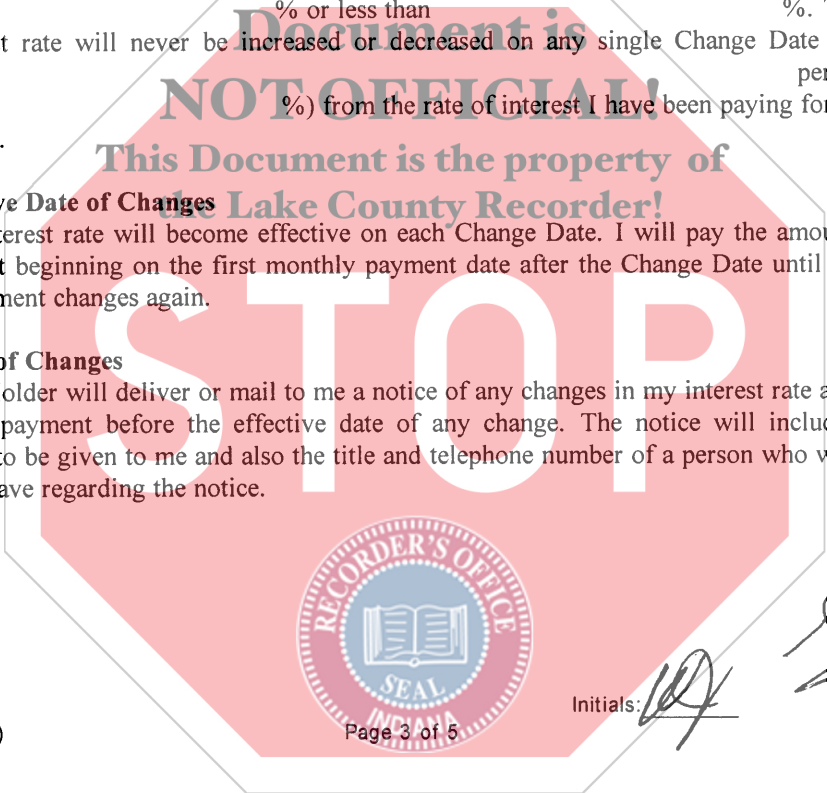 % or less than %.
t rate will never be increased or decreased on any single Change Date
per
%) from the rate of interest I have been paying for
.
Document is
NOT OFFICIAL!
This Document is the property of
the Lake County Recorder!
ve Date of Changes
terest rate will become effective on each Change Date. I will pay the amou
t beginning on the first monthly payment date after the Change Date until
ment changes again.
STOP
of Changes
older will deliver or mail to me a notice of any changes in my interest rate a
payment before the effective date of any change. The notice will includ
to be given to me and also the title and telephone number of a person who w
ave regarding the notice.
RECORDER'S OFFICE
SEAL
INDIANA
Initials:
Page 3 of 5
)